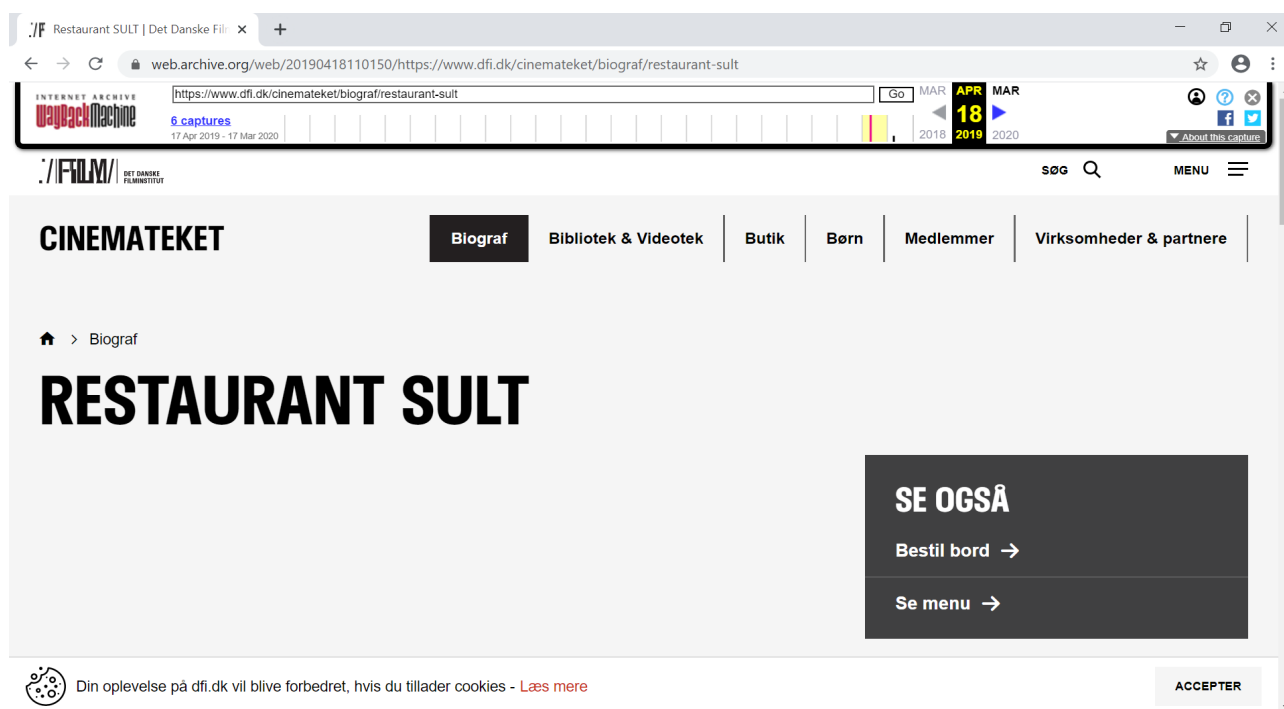 Restaurant SULT | Det Danske Fil
web.archive.org/web/20190418110150/https://www.dfi.dk/cinemateket/biograf/restaurant-sult
INTERNET ARCHIVE
WayBackMachine
https://www.dfi.dk/cinemateket/biograf/restaurant-sult
Go
MAR APR MAR
6 captures
18
17 Apr 2019 - 17 Mar 2020
2018 2019 2020
About this capture
FILM DET DANSKE
FILMINSTITUT
SØG
MENU
CINEMATEKET
Biograf Bibliotek & Videotek Butik Børn Medlemmer Virksomheder & partnere
> Biograf
RESTAURANT SULT
SE OGSÅ
Bestil bord →
Se menu →
Din oplevelse på dfi.dk vil blive forbedret, hvis du tillader cookies - Læs mere
ACCEPTER